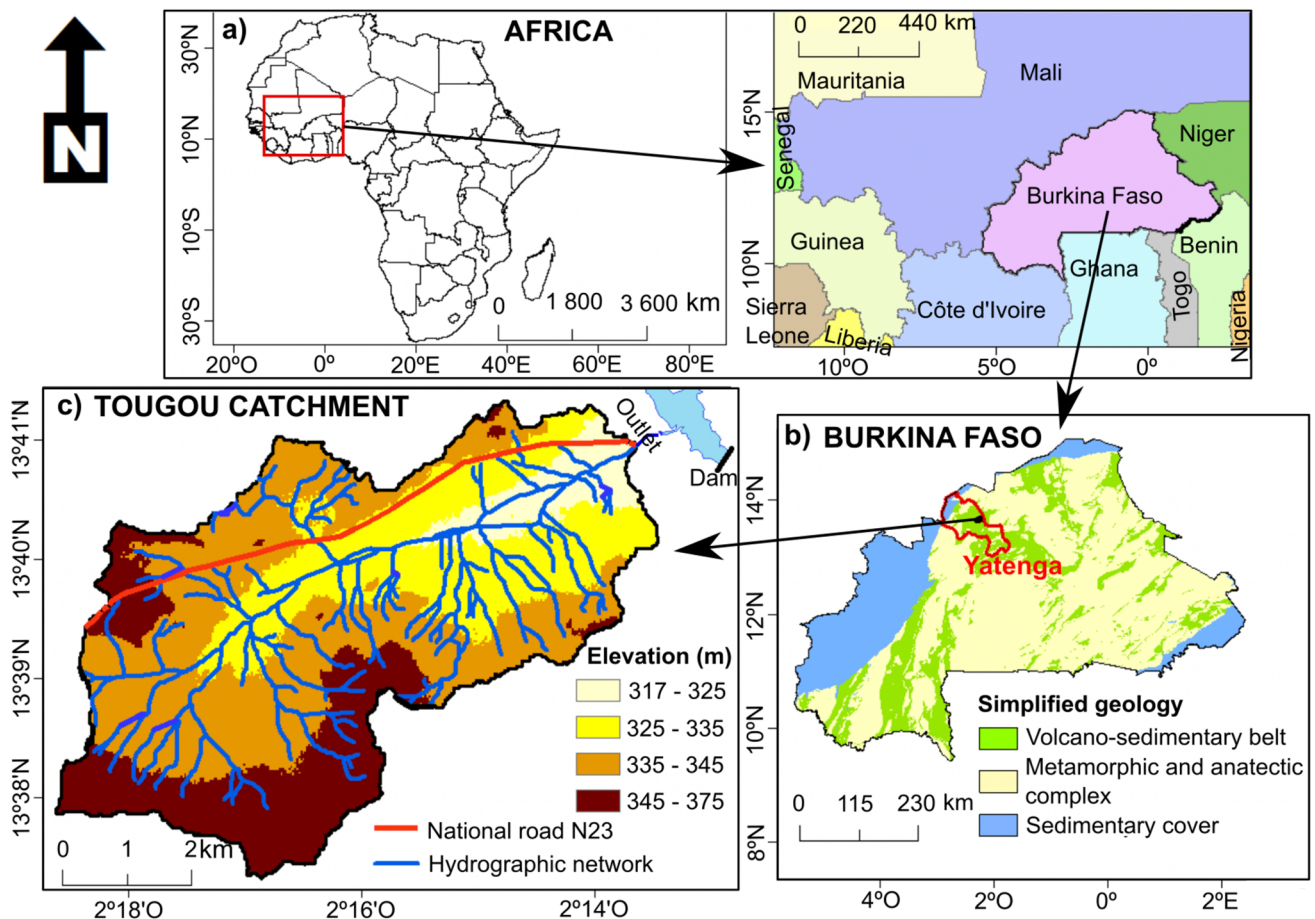 N
a)
AFRICA
30ºN
10ºN
10ºS
30ºS
20ºO
0º
20ºE
40ºE
60ºE
80ºE
0
1 800
3 600 km
0
220
440 km
Mauritania
Mali
Niger
Senegal
Burkina Faso
Guinea
Benin
Ghana
Togo
Sierra
Leone
Liberia
Côte d'Ivoire
Nigeria
15ºN
10ºN
10ºO
5ºO
0º
c) TOUGOU CATCHMENT
Outlet
Dam
13º41'N
13º40'N
13º39'N
13º38'N
2º18'O
2º16'O
2º14'O
Elevation (m)
317 - 325
325 - 335
335 - 345
345 - 375
National road N23
Hydrographic network
0
1
2km
b) BURKINA FASO
Yatenga
14ºN
12ºN
10ºN
8ºN
4ºO
2ºO
0º
2ºE
Simplified geology
Volcano-sedimentary belt
Metamorphic and anatectic
complex
Sedimentary cover
0
115
230 km